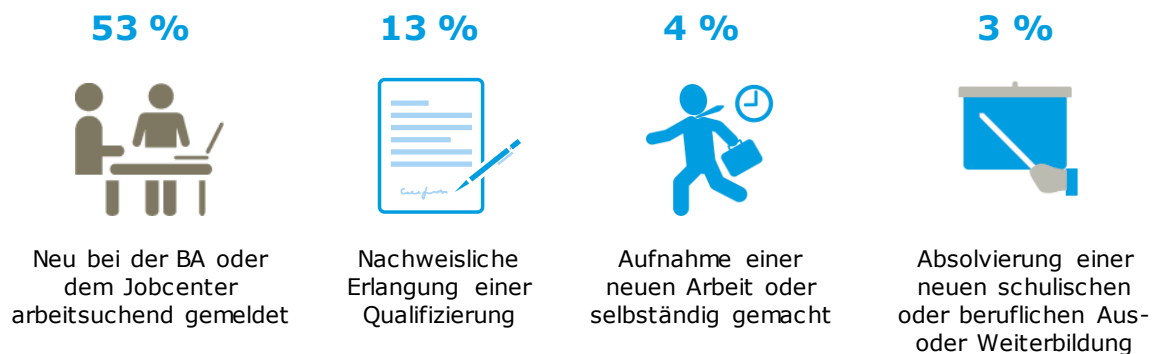 53 %
Neu bei der BA oder
dem Jobcenter
arbeitsuchend gemeldet
13 %
Nachweisliche
Erlangung einer
Qualifizierung
4 %
Aufnahme einer
neuen Arbeit oder
selbständig gemacht
3 %
Absolvierung einer
neuen schulischen
oder beruflichen Aus-
oder Weiterbildung